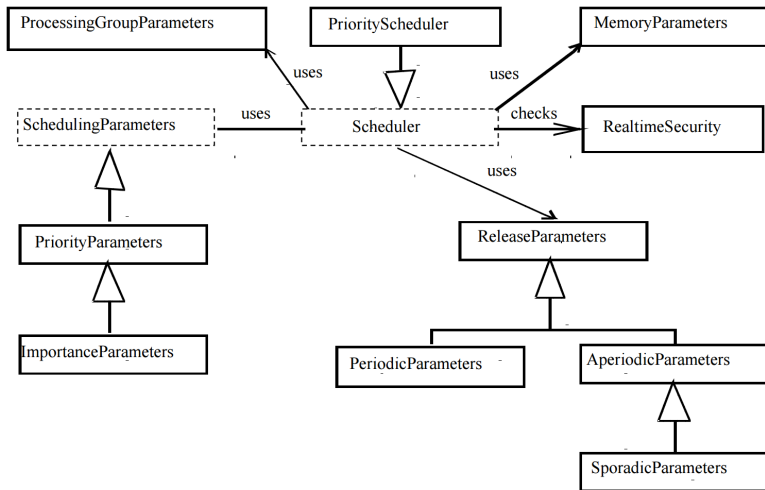 ProcessingGroupParameters
PriorityScheduler
MemoryParameters
uses
uses
SchedulingParameters
uses
Scheduler
checks
RealtimeSecurity
uses
PriorityParameters
ReleaseParameters
ImportanceParameters
PeriodicParameters
AperiodicParameters
SporadicParameters